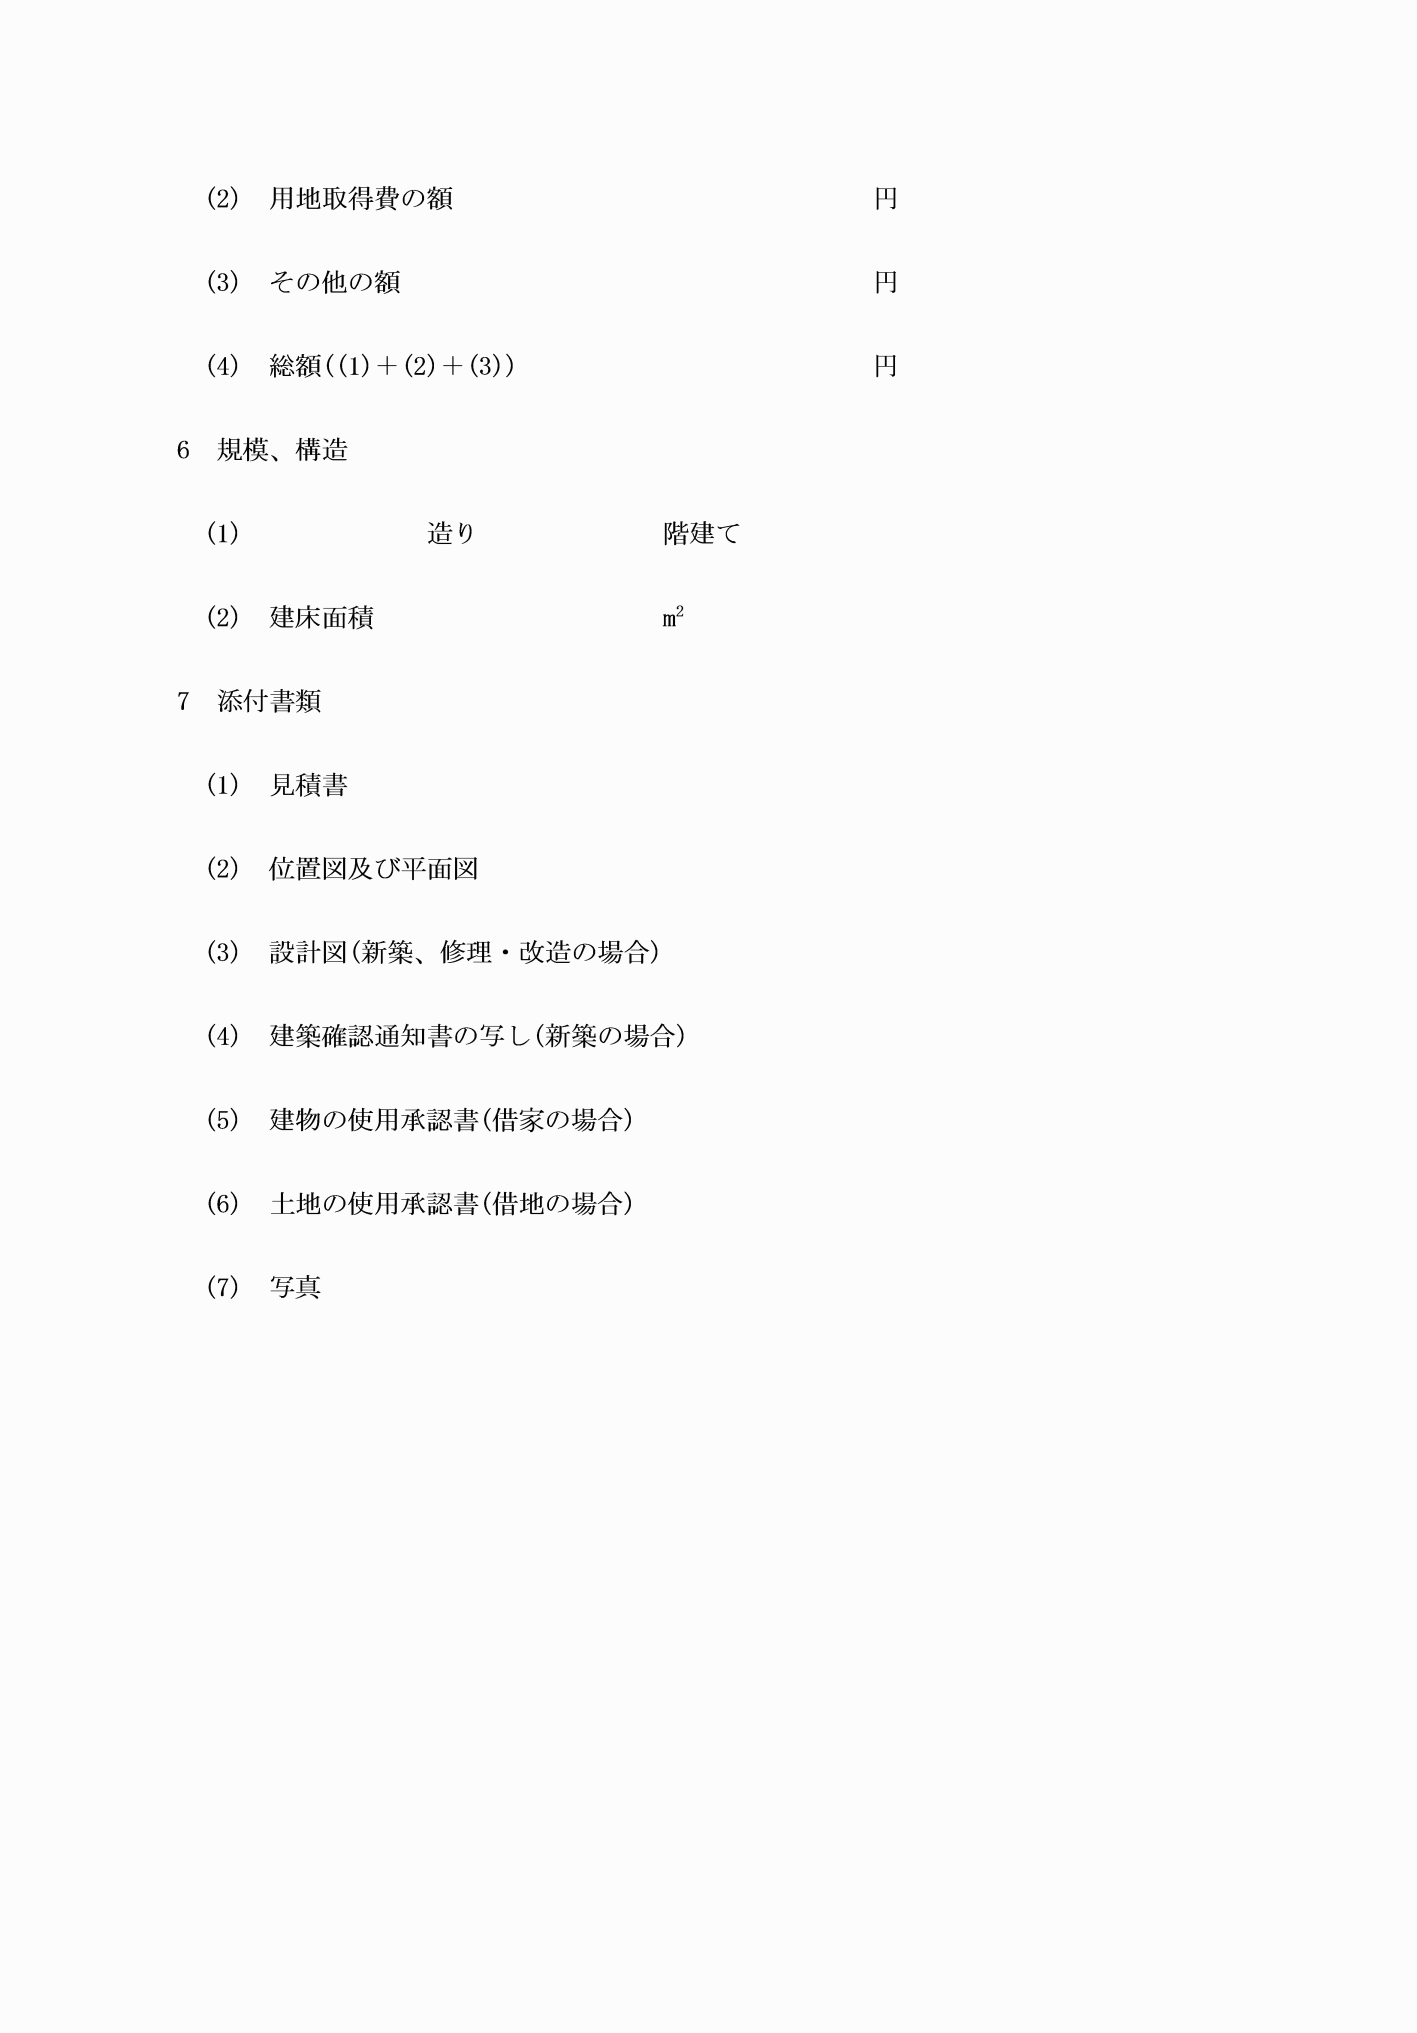 (2)　用地取得費の額　　　　　　　　　　　　　　　　円
(3)　その他の額　　　　　　　　　　　　　　　　　　円
(4)　総額((1)＋(2)＋(3))　　　　　　　　　　　　　　円
6　規模、構造
(1)　　　　　　　造り　　　　　　　階建て
(2)　建床面積　　　　　　　　　　　m²
7　添付書類
(1)　見積書
(2)　位置図及び平面図
(3)　設計図(新築、修理・改造の場合)
(4)　建築確認通知書の写し(新築の場合)
(5)　建物の使用承認書(借家の場合)
(6)　土地の使用承認書(借地の場合)
(7)　写真